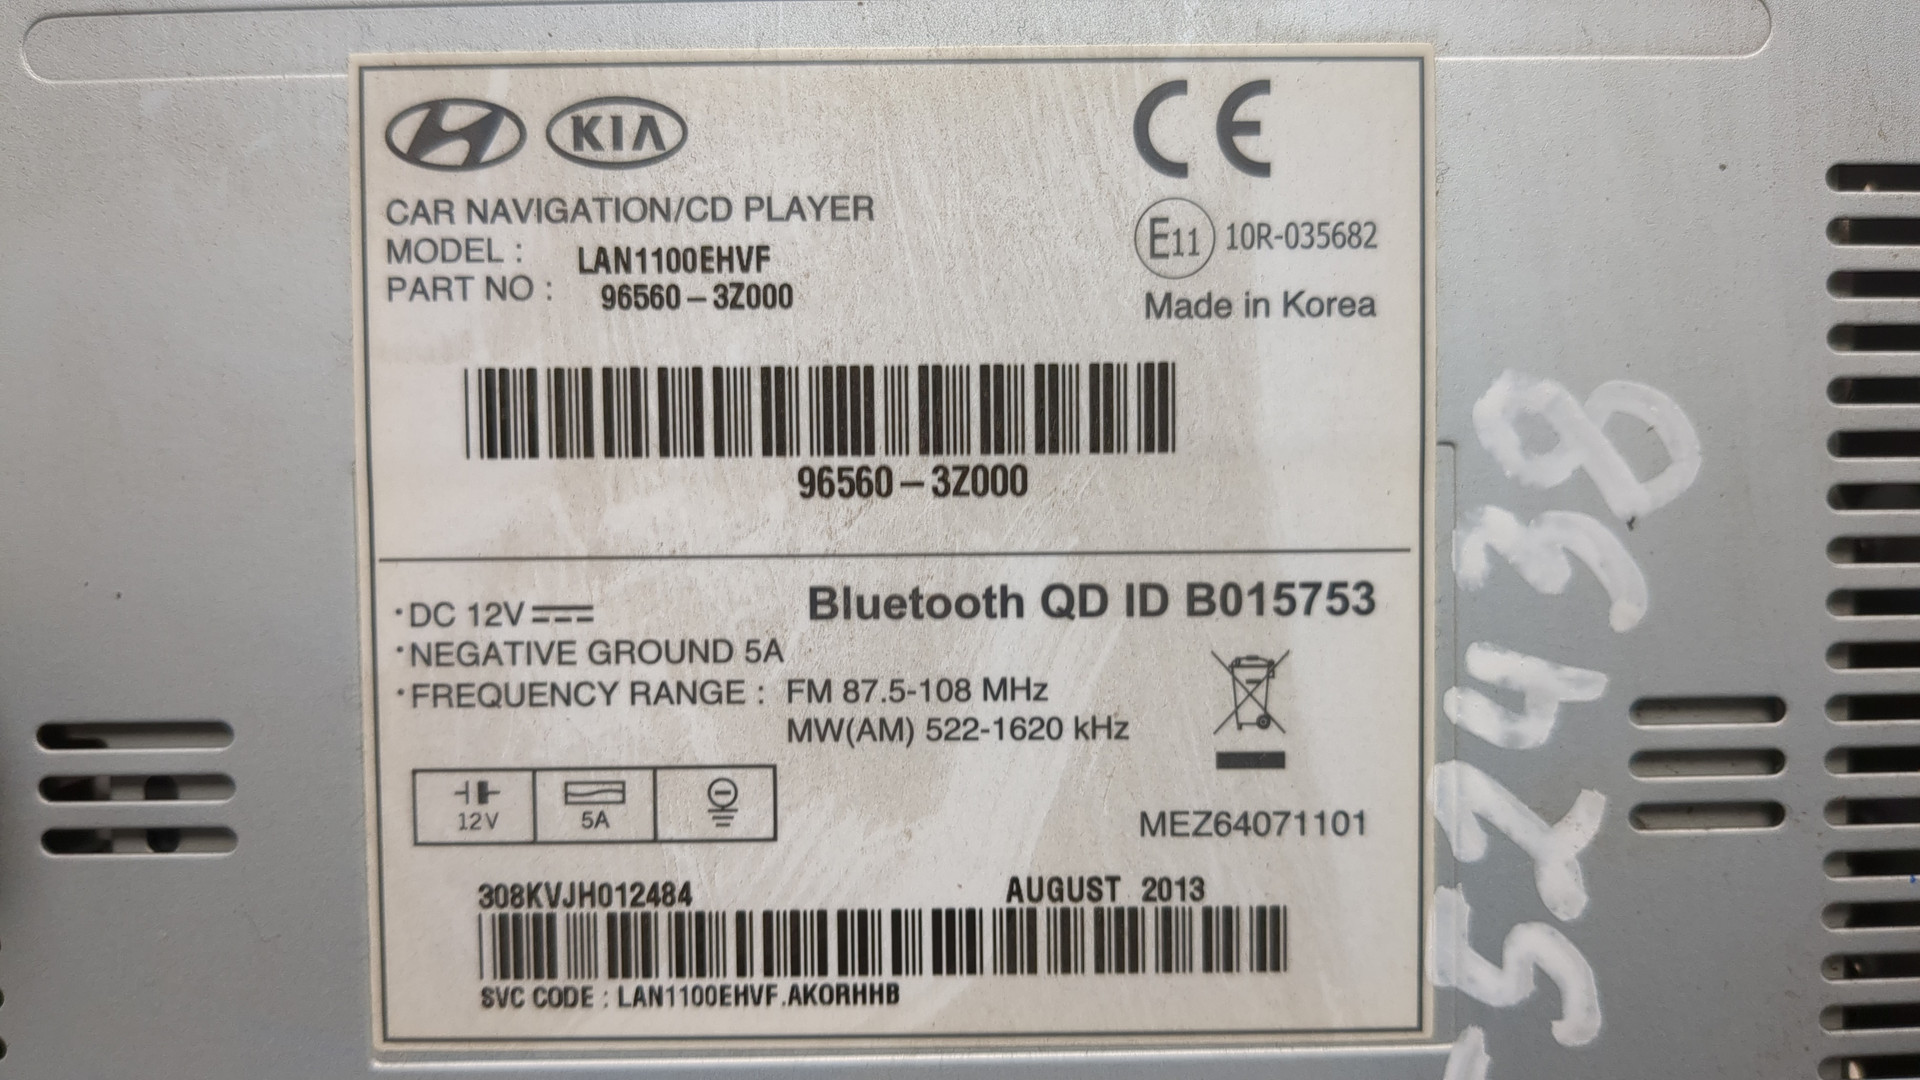 KIA
CE
CAR NAVIGATION/CD PLAYER
MODEL : LAN1100EHVF
PART NO : 96560-3Z000
E11 10R-035682
Made in Korea
96560-3Z000
·DC 12V
Bluetooth QD ID B015753
·NEGATIVE GROUND 5A
·FREQUENCY RANGE : FM 87.5-108 MHz
MW(AM) 522-1620 kHz
12V
5A
MEZ64071101
308KVJH012484
AUGUST 2013
SVC CODE : LAN1100EHVF.AKORHHB